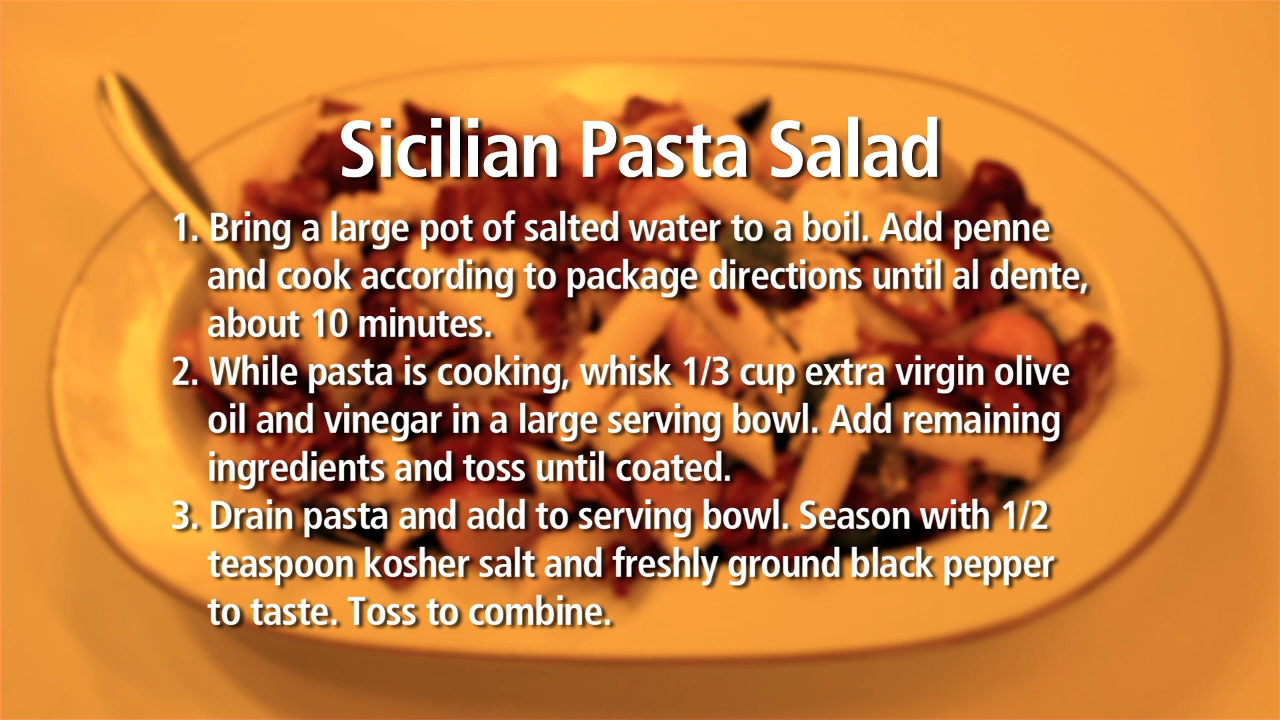 Sicilian Pasta Salad
1. Bring a large pot of salted water to a boil. Add penne
and cook according to package directions until al dente,
about 10 minutes.
2. While pasta is cooking, whisk 1/3 cup extra virgin olive
oil and vinegar in a large serving bowl. Add remaining
ingredients and toss until coated.
3. Drain pasta and add to serving bowl. Season with 1/2
teaspoon kosher salt and freshly ground black pepper
to taste. Toss to combine.